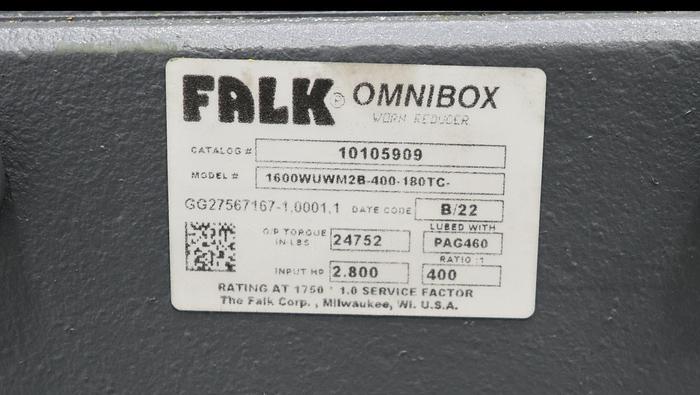 FALK® OMNIBOX
WORM REDUCER
CATALOG # 10105909
MODEL # 1600WUWM2B-400-180TC-
GG27567167-1.0001.1 DATE CODE B/22
O/P TORQUE IN-LBS 24752 LUBED WITH PAG460
INPUT HP 2.800 RATIO :1 400
RATING AT 1750 * 1.0 SERVICE FACTOR
The Falk Corp. , Milwaukee, Wi. U.S.A.